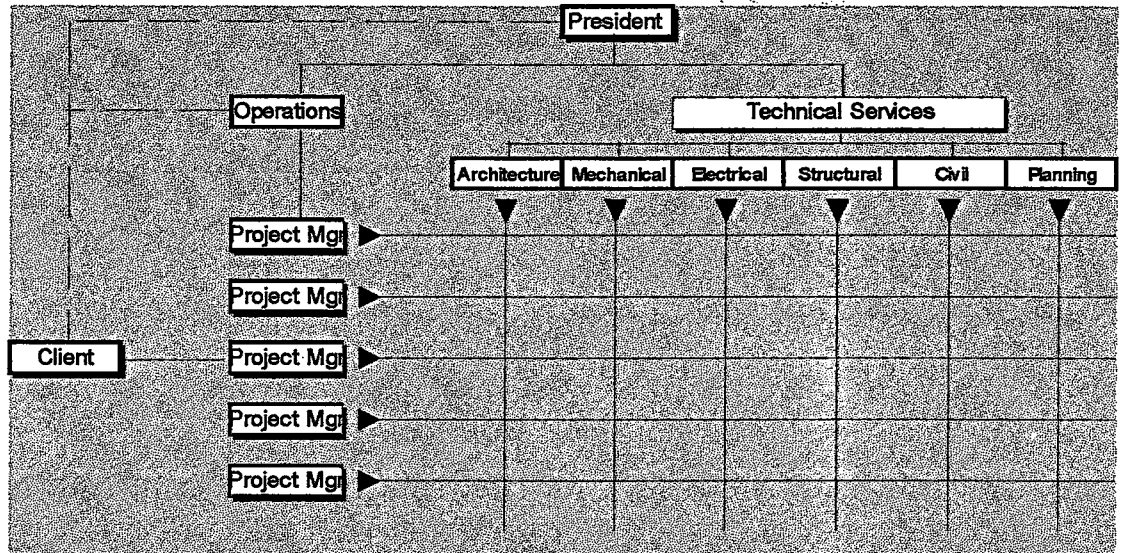 President
Operations
Technical Services
Architecture
Mechanical
Electrical
Structural
Civil
Planning
Project Mgr
Project Mgr
Client
Project Mgr
Project Mgr
Project Mgr